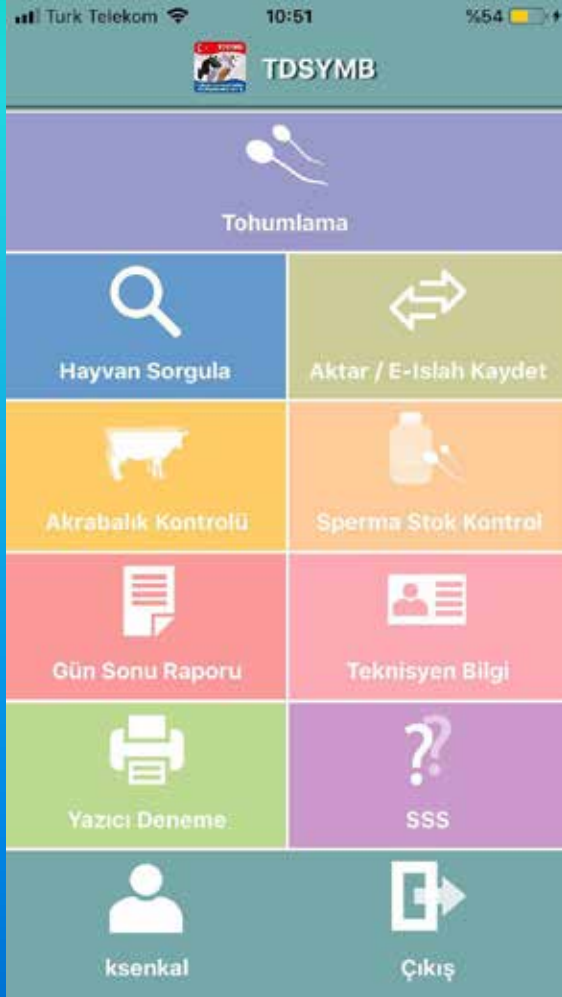 Turk Telekom 10:51 %54
TDSYMB
Tohumlama
Hayvan Sorgula
Aktar / E-Islah Kaydet
Akrabalık Kontrolü
Sperma Stok Kontrol
Gün Sonu Raporu
Teknisyen Bilgi
Yazıcı Deneme
SSS
ksenkal
Çıkış